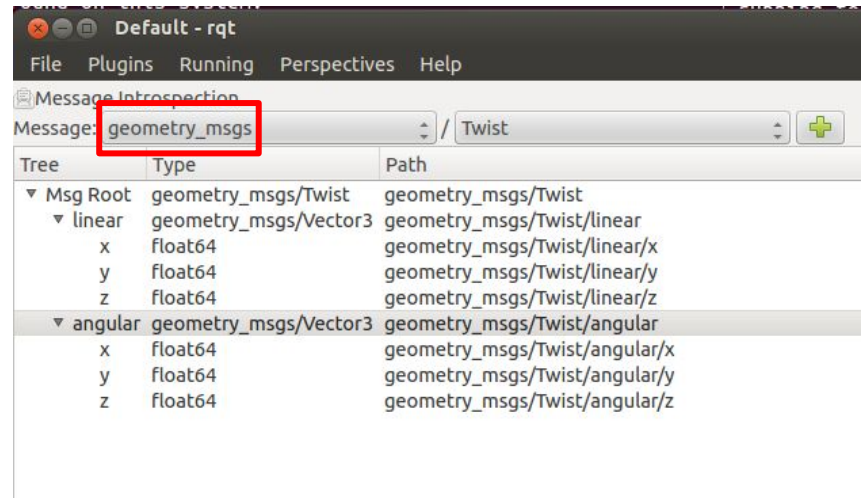 Default - rqt
File Plugins Running Perspectives Help
Message Introspection
Message: geometry_msgs / Twist
Tree Type Path
Msg Root geometry_msgs/Twist geometry_msgs/Twist
linear geometry_msgs/Vector3 geometry_msgs/Twist/linear
x float64 geometry_msgs/Twist/linear/x
y float64 geometry_msgs/Twist/linear/y
z float64 geometry_msgs/Twist/linear/z
angular geometry_msgs/Vector3 geometry_msgs/Twist/angular
x float64 geometry_msgs/Twist/angular/x
y float64 geometry_msgs/Twist/angular/y
z float64 geometry_msgs/Twist/angular/z